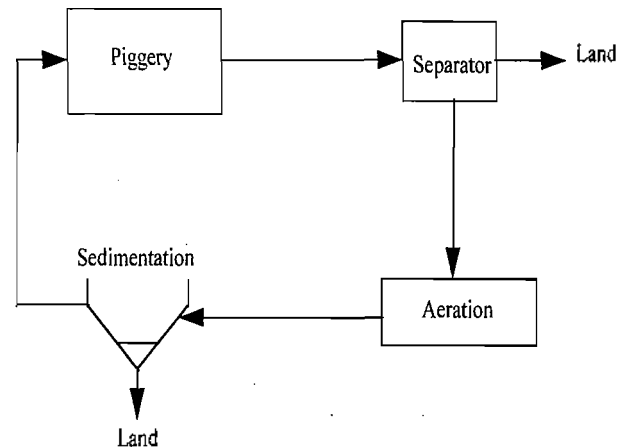 Piggery
Separator
Land
Sedimentation
Aeration
Land